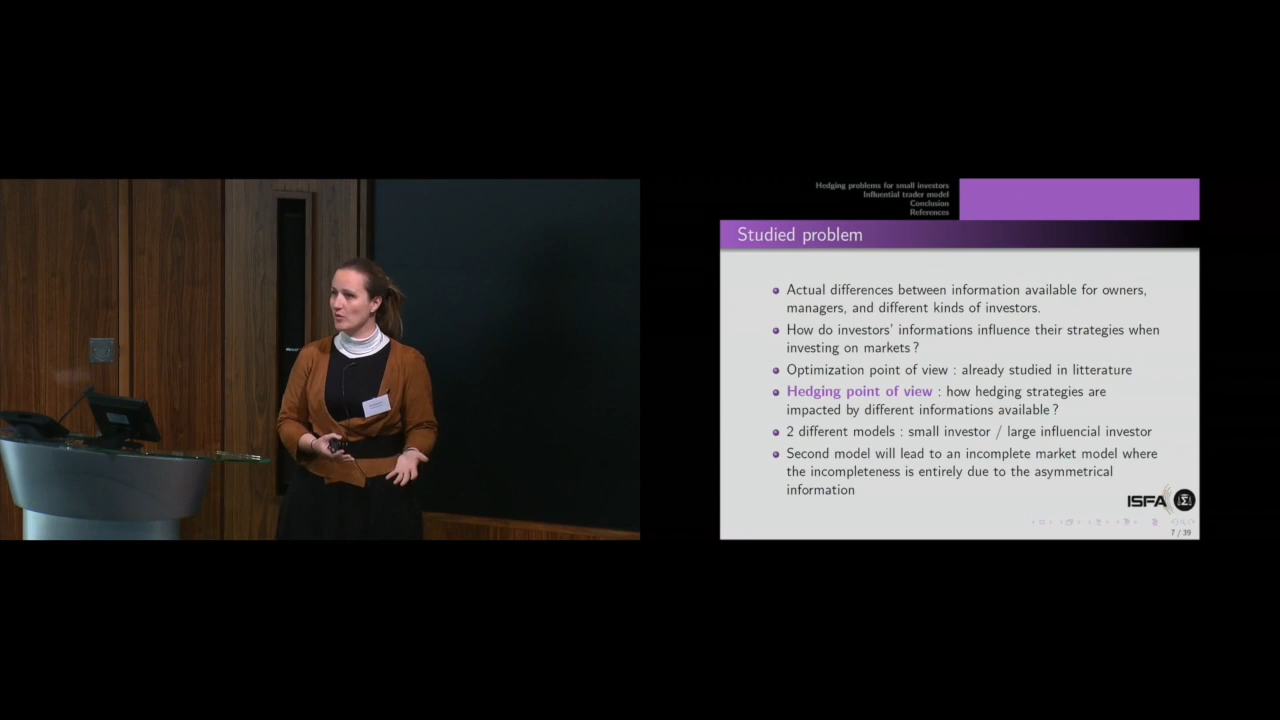 Hedging problems for small investors
Influential trader model
Conclusion
References
Studied problem
Actual differences between information available for owners,
managers, and different kinds of investors.
How do investors' informations influence their strategies when
investing on markets ?
Optimization point of view : already studied in litterature
Hedging point of view : how hedging strategies are
impacted by different informations available ?
2 different models : small investor / large influencial investor
Second model will lead to an incomplete market model where
the incompleteness is entirely due to the asymmetrical
information
ISFA
7 / 39